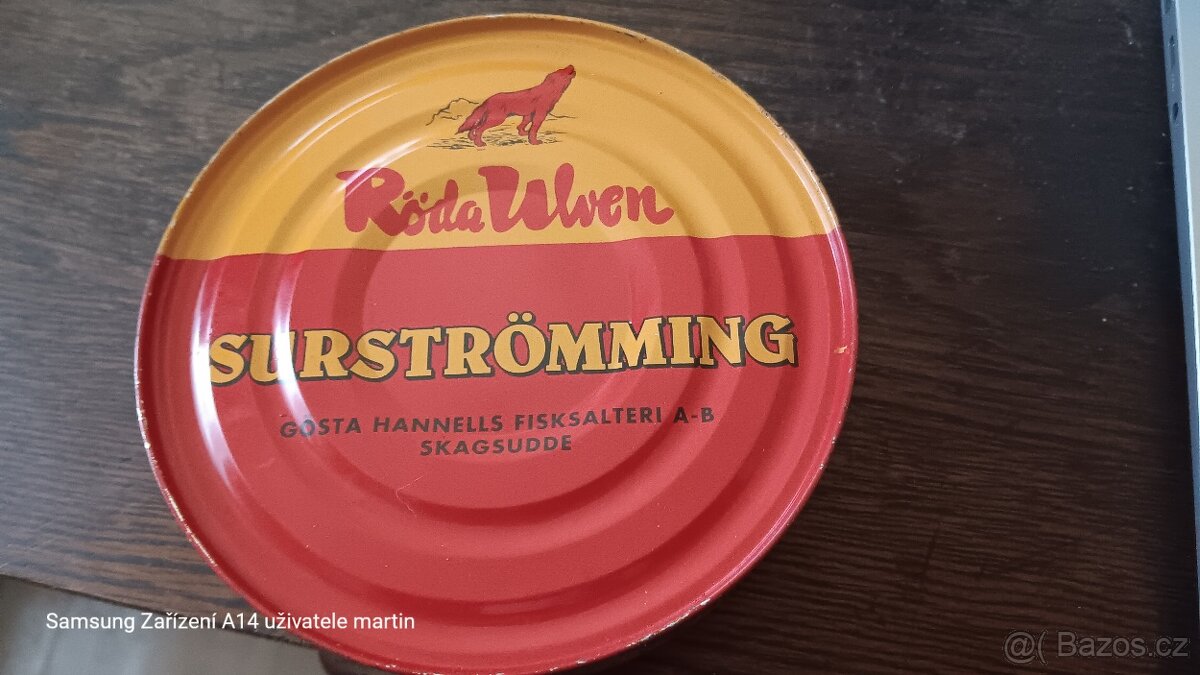 Röda Ulven
SURSTRÖMMING
GÖSTA HANNELLS FISKSALTERI A-B
SKAGSUDDE
Samsung Zařízení A14 uživatele martin
@( Bazos.cz